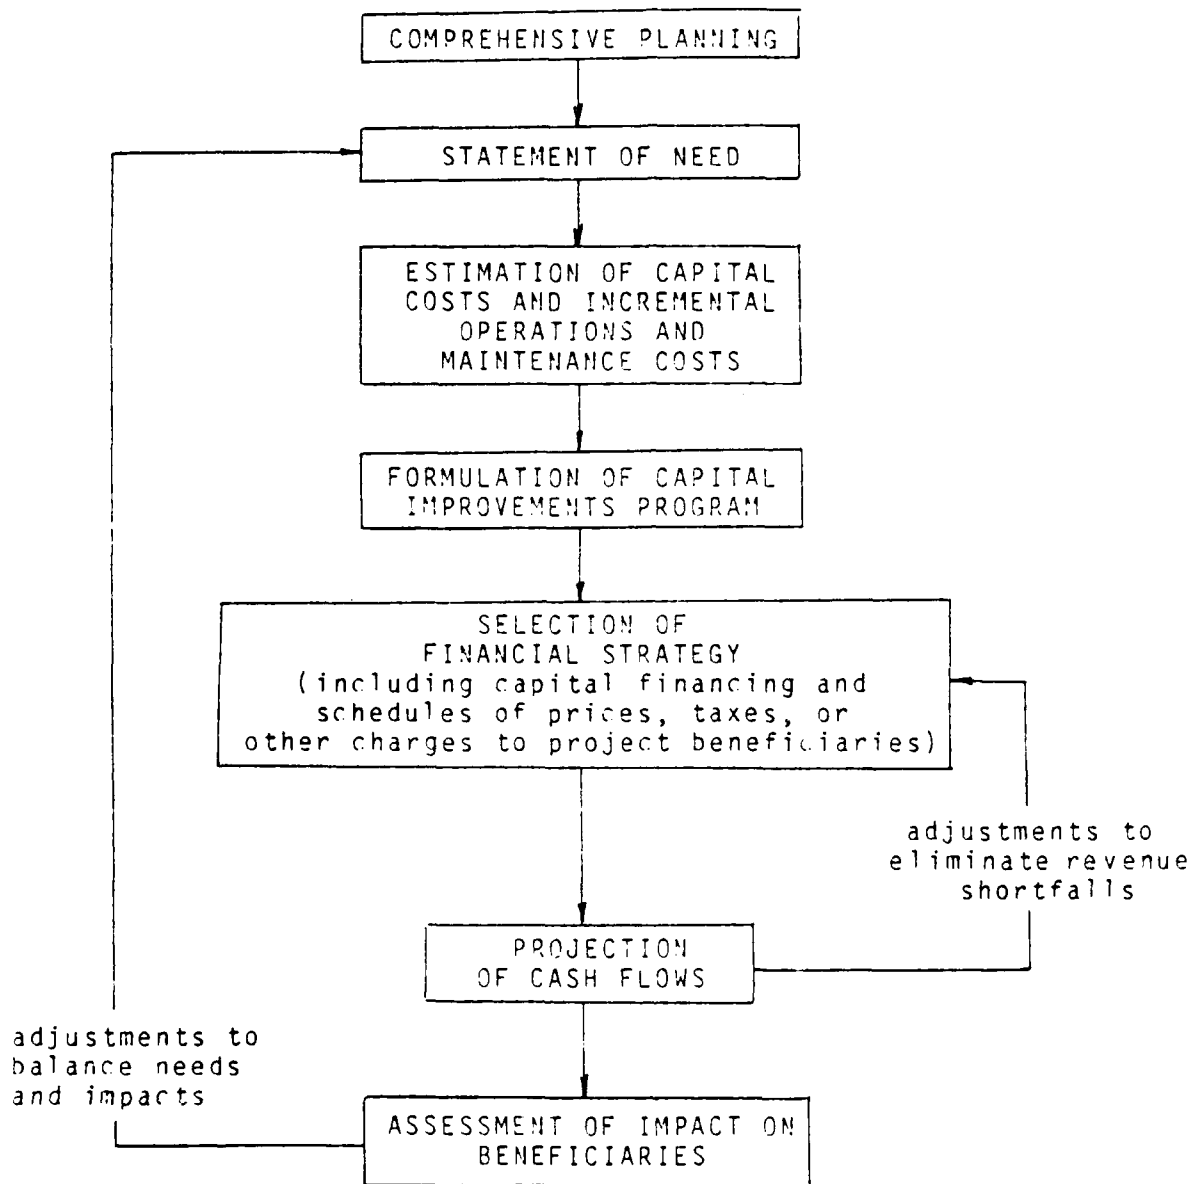 COMPREHENSIVE PLANNING
STATEMENT OF NEED
ESTIMATION OF CAPITAL
COSTS AND INCREMENTAL
OPERATIONS AND
MAINTENANCE COSTS
FORMULATION OF CAPITAL
IMPROVEMENTS PROGRAM
SELECTION OF
FINANCIAL STRATEGY
(including capital financing and
schedules of prices, taxes, or
other charges to project beneficiaries)
adjustments to
eliminate revenue
shortfalls
PROJECTION
OF CASH FLOWS
adjustments to
balance needs
and impacts
ASSESSMENT OF IMPACT ON
BENEFICIARIES